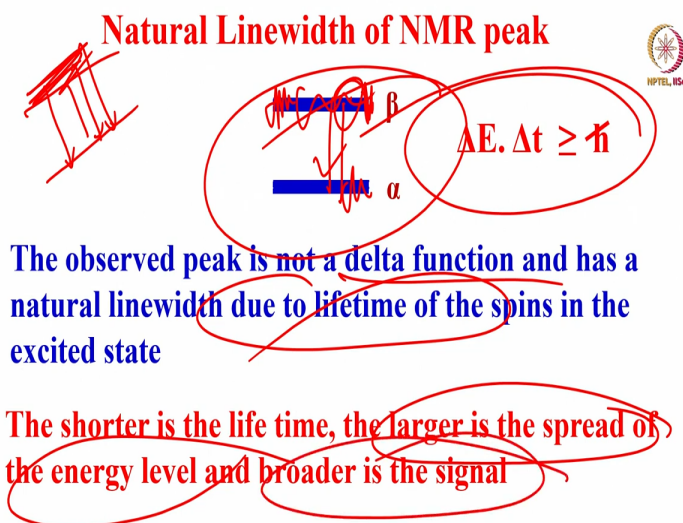 Natural Linewidth of NMR peak
β
ΔE. Δt ≥ ħ
α
NPTEL, IISc
The observed peak is not a delta function and has a
natural linewidth due to lifetime of the spins in the
excited state
The shorter is the life time, the larger is the spread of
the energy level and broader is the signal